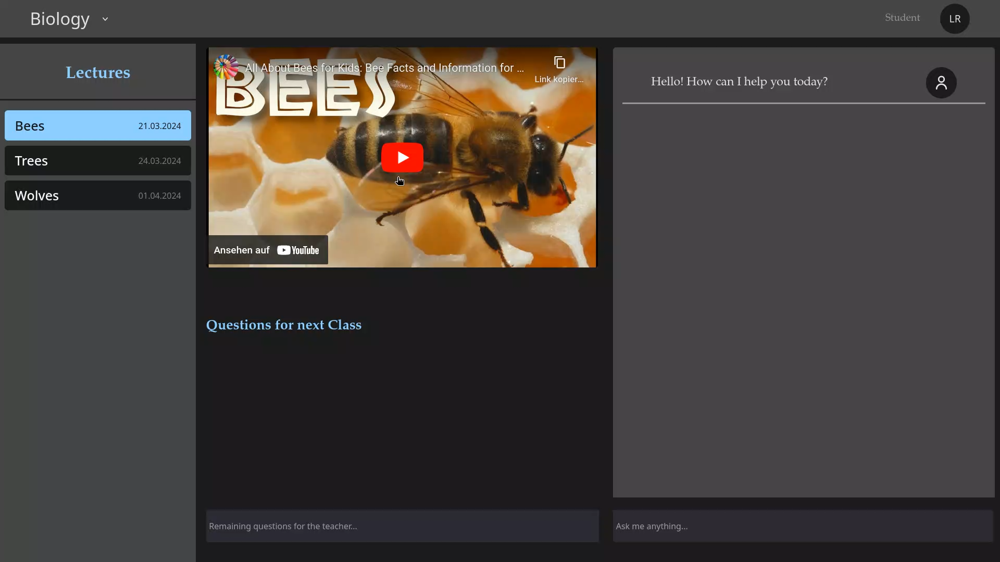 Biology
Student
LR
Lectures
Bees 21.03.2024
Trees 24.03.2024
Wolves 01.04.2024
All About Bees for Kids: Bee Facts and Information for ...
Link kopier...
BEES
Ansehen auf YouTube
Questions for next Class
Remaining questions for the teacher...
Hello! How can I help you today?
Ask me anything...